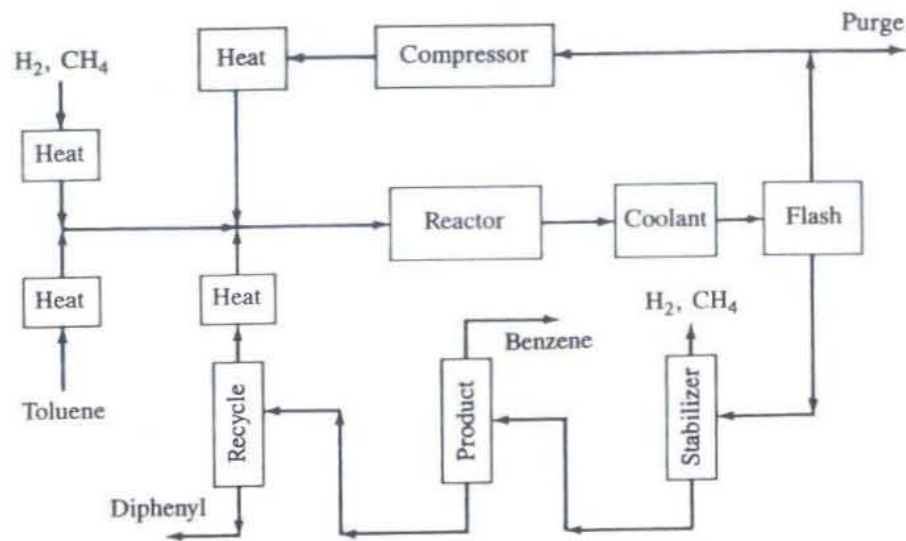 Purge
H₂, CH₄
Heat
Compressor
Heat
Reactor
Coolant
Flash
Heat
Heat
H₂, CH₄
Benzene
Toluene
Recycle
Product
Stabilizer
Diphenyl